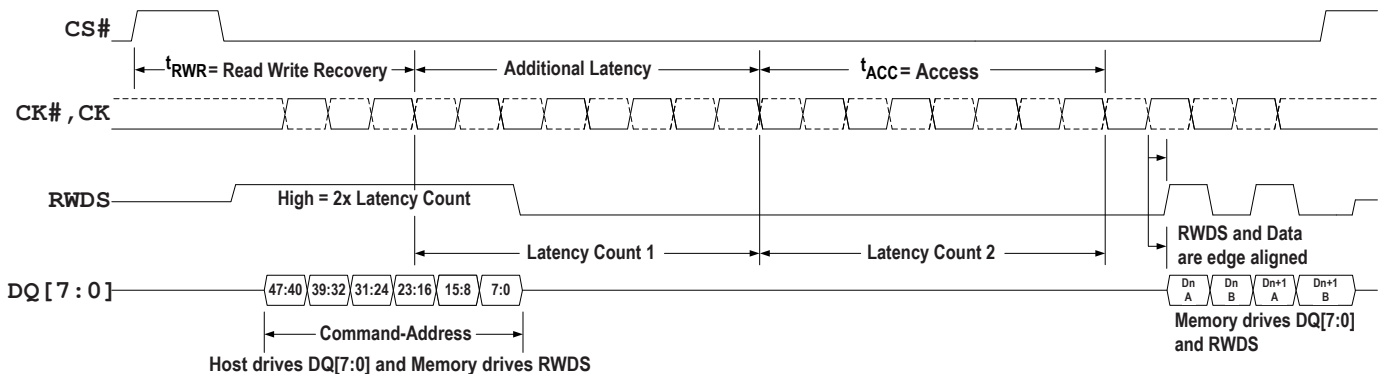 CS#
tRWR= Read Write Recovery
Additional Latency
tACC= Access
CK#,CK
RWDS
High = 2x Latency Count
Latency Count 1
Latency Count 2
RWDS and Data
are edge aligned
DQ[7:0]
47:40 39:32 31:24 23:16 15:8 7:0
Dn A
Dn B
Dn+1 A
Dn+1 B
Command-Address
Host drives DQ[7:0] and Memory drives RWDS
Memory drives DQ[7:0]
and RWDS